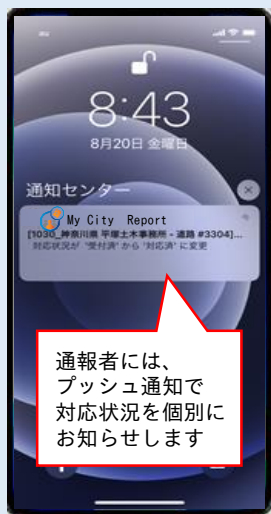 au
8:43
8月20日 金曜日
通知センター
My City Report
[1030_神奈川県 平塚土木事務所 - 道路 #3304]...
対応状況が '受付済' から '対応済' に変更
通報者には、
プッシュ通知で
対応状況を個別に
お知らせします